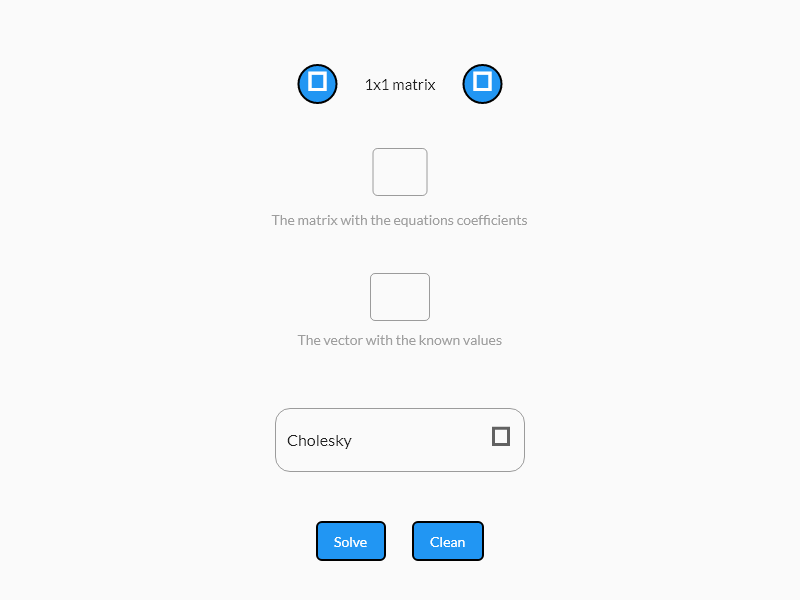 1x1 matrix
The matrix with the equations coefficients
The vector with the known values
Cholesky
Solve
Clean